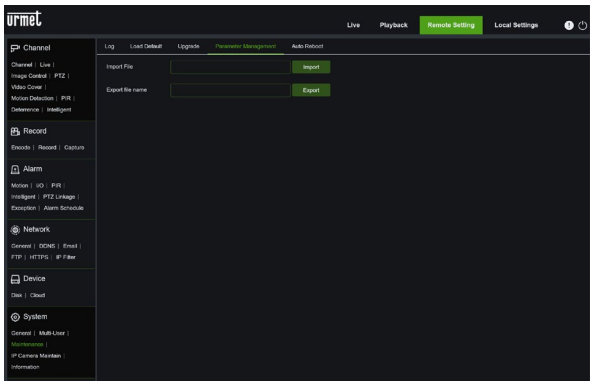 urmet
Live Playback Remote Setting Local Settings
Channel
Channel | Live |
Image Control | PTZ |
Video Cover |
Motion Detection | PIR |
Deterrence | Intelligent
Record
Encode | Record | Capture
Alarm
Motion | I/O | PIR |
Intelligent | PTZ Linkage |
Exception | Alarm Schedule
Network
General | DDNS | Email |
FTP | HTTPS | IP Filter
Device
Disk | Cloud
System
General | Multi-User |
Maintenance |
IP Camera Maintain |
Information
Log Load Default Upgrade Parameter Management Auto Reboot
Import File Import
Export file name Export